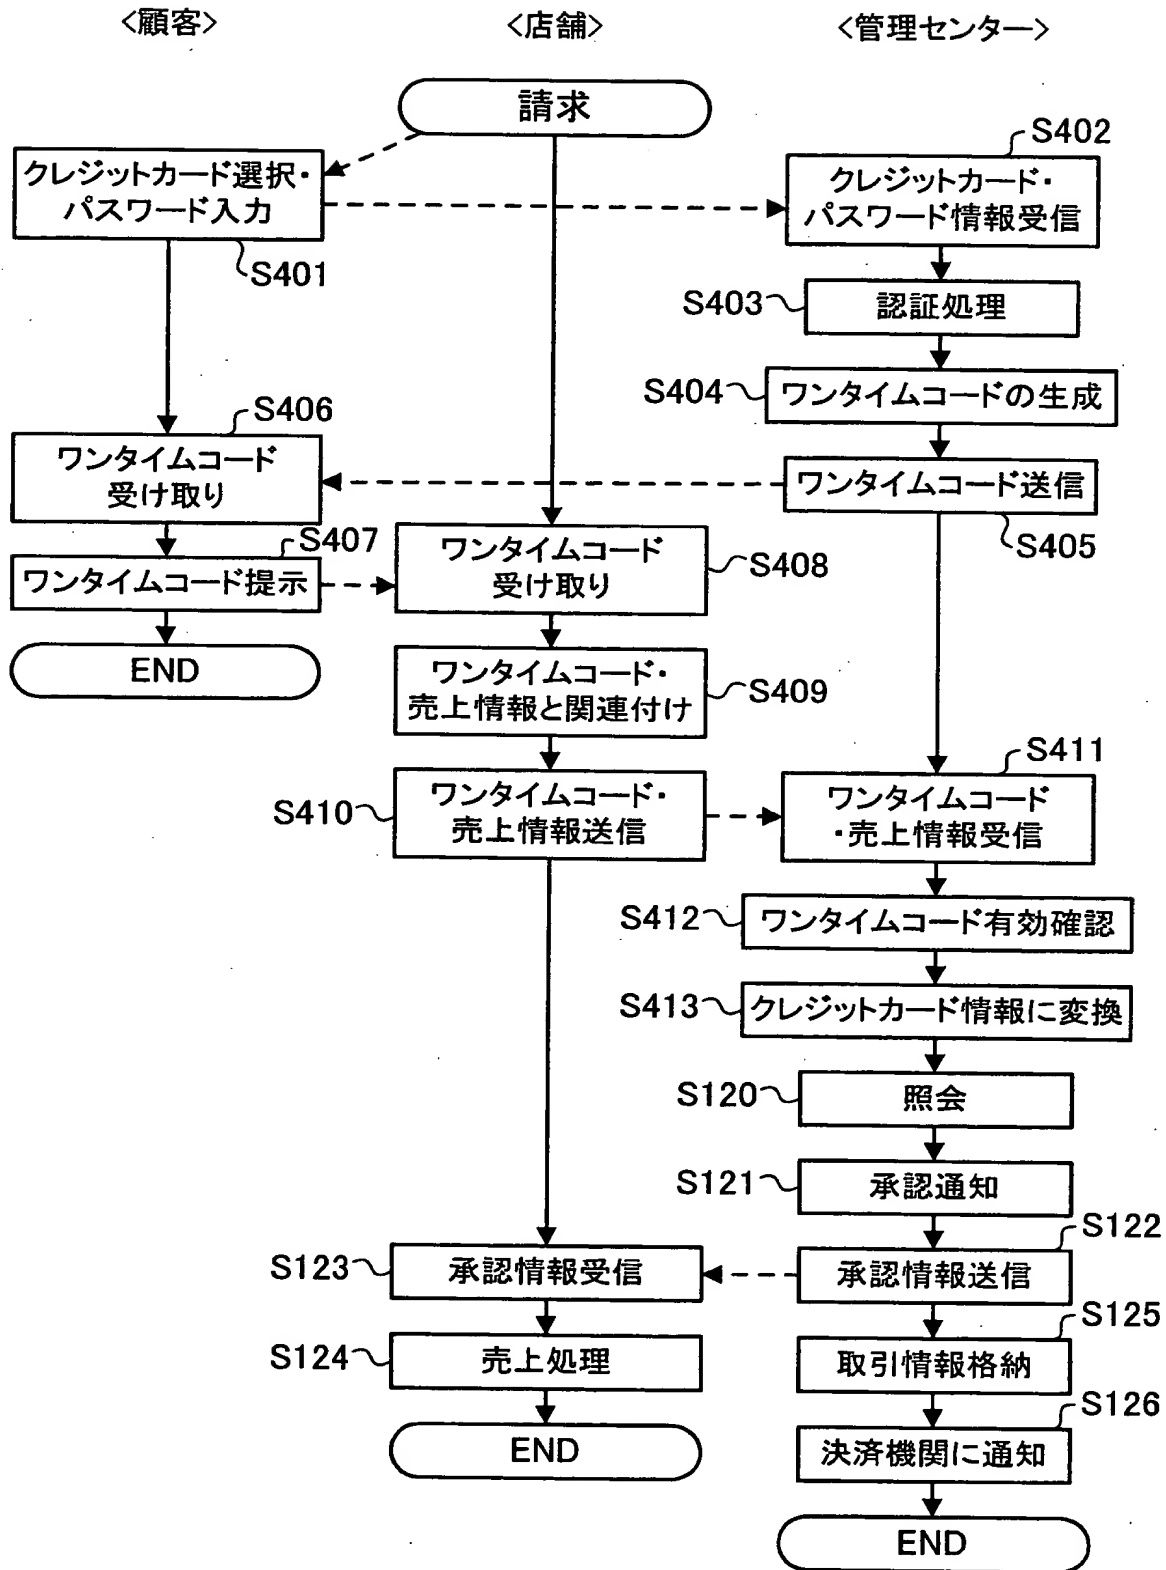 <顧客>
<店舗>
<管理センター>
請求
S402
クレジットカード選択・
パスワード入力
クレジットカード・
パスワード情報受信
S401
S403
認証処理
S404
ワンタイムコードの生成
S406
ワンタイムコード
受け取り
ワンタイムコード送信
S405
S407
ワンタイムコード提示
ワンタイムコード
受け取り
S408
END
ワンタイムコード・
売上情報と関連付け
S409
S411
S410
ワンタイムコード・
売上情報送信
ワンタイムコード
・売上情報受信
S412
ワンタイムコード有効確認
S413
クレジットカード情報に変換
S120
照会
S121
承認通知
S122
S123
承認情報受信
承認情報送信
S125
S124
売上処理
取引情報格納
S126
END
決済機関に通知
END